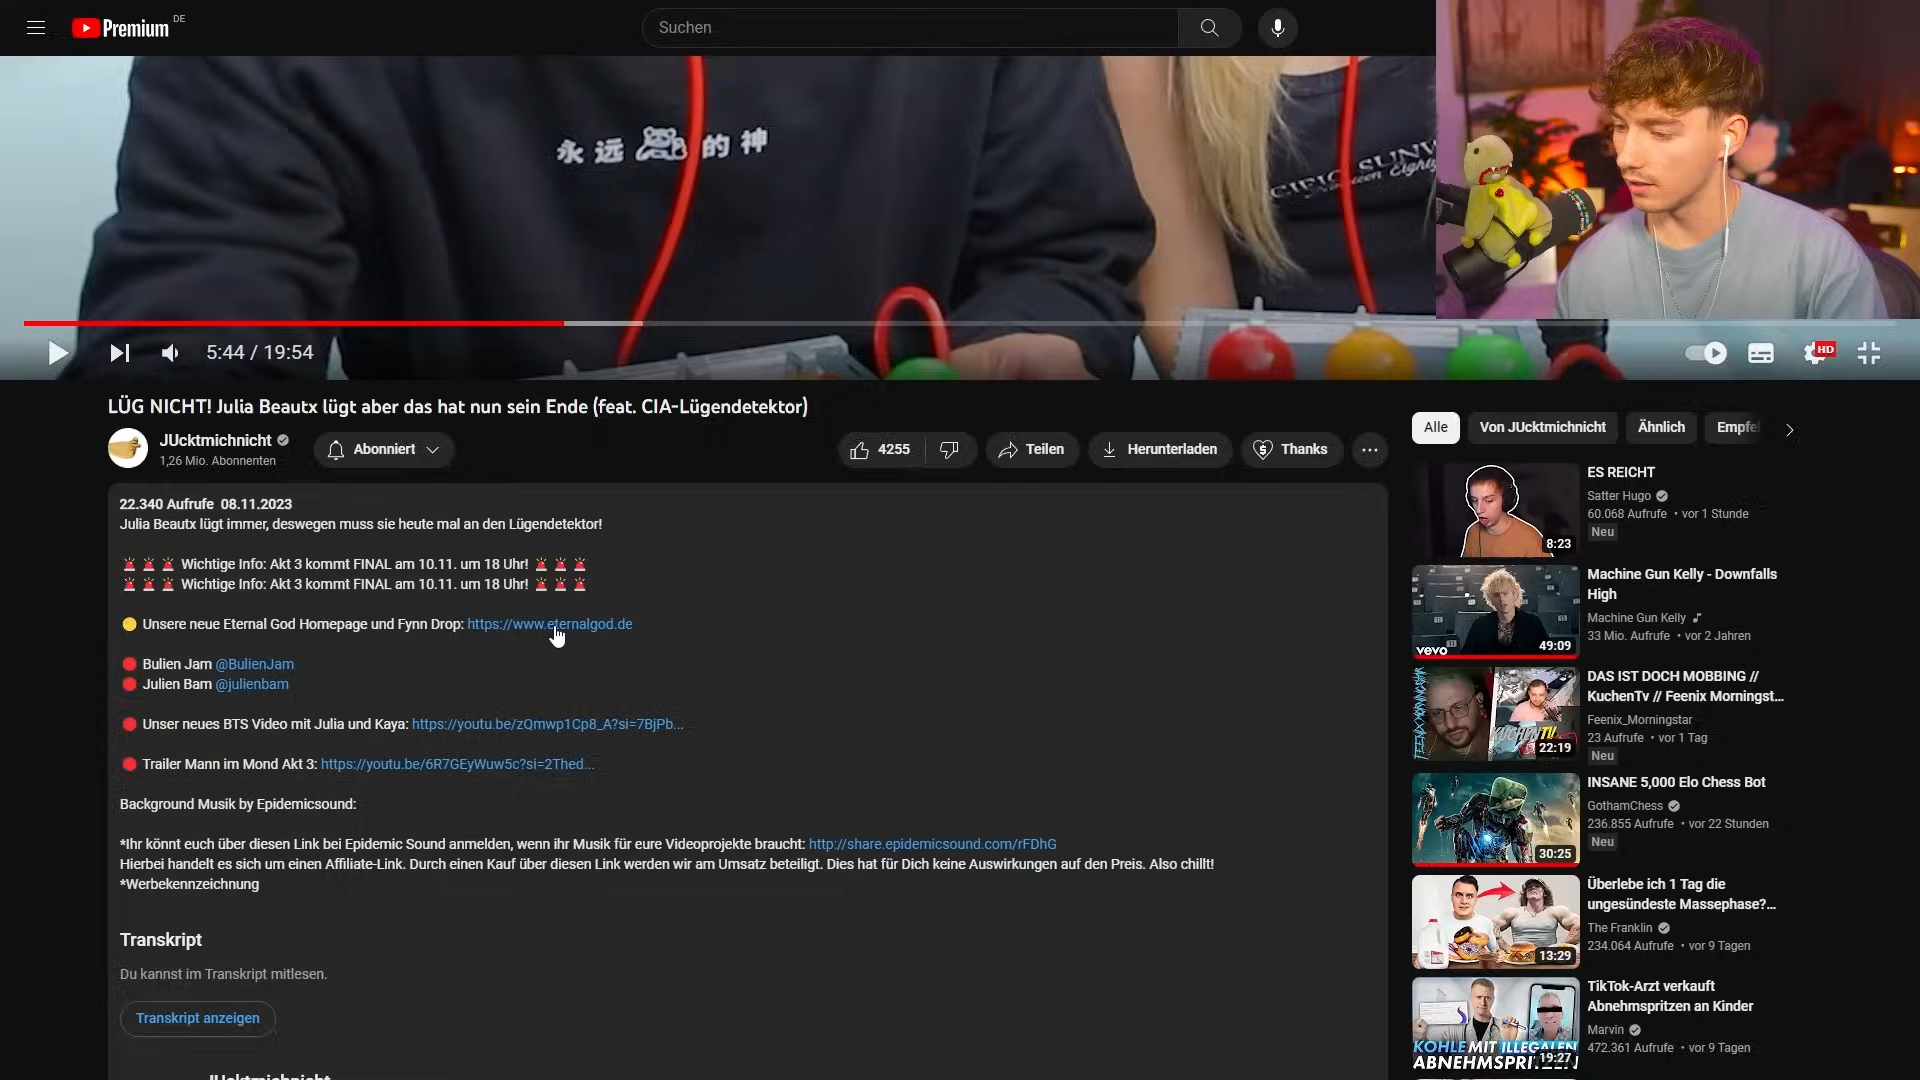 Premium DE
Suchen
永远 的神
CIFIC SUNW
5:44 / 19:54
HD
LÜG NICHT! Julia Beautx lügt aber das hat nun sein Ende (feat. CIA-Lügendetektor)
JUcktmichnicht
1,26 Mio. Abonnenten
Abonniert
4255
Teilen
Herunterladen
Thanks
22.340 Aufrufe 08.11.2023
Julia Beautx lügt immer, deswegen muss sie heute mal an den Lügendetektor!
🚨 🚨 🚨 Wichtige Info: Akt 3 kommt FINAL am 10.11. um 18 Uhr! 🚨 🚨 🚨
🚨 🚨 🚨 Wichtige Info: Akt 3 kommt FINAL am 10.11. um 18 Uhr! 🚨 🚨 🚨
🟡 Unsere neue Eternal God Homepage und Fynn Drop: https://www.eternalgod.de
🔴 Bulien Jam @BulienJam
🔴 Julien Bam @julienbam
🔴 Unser neues BTS Video mit Julia und Kaya: https://youtu.be/zQmwp1Cp8_A?si=7BjPb...
🔴 Trailer Mann im Mond Akt 3: https://youtu.be/6R7GEyWuw5c?si=2Thed...
Background Musik by Epidemicsound:
*Ihr könnt euch über diesen Link bei Epidemic Sound anmelden, wenn ihr Musik für eure Videoprojekte braucht: http://share.epidemicsound.com/rFDhG
Hierbei handelt es sich um einen Affiliate-Link. Durch einen Kauf über diesen Link werden wir am Umsatz beteiligt. Dies hat für Dich keine Auswirkungen auf den Preis. Also chillt!
*Werbekennzeichnung
Transkript
Du kannst im Transkript mitlesen.
Transkript anzeigen
JUcktmichnicht
Alle
Von JUcktmichnicht
Ähnlich
Empfe
8:23
ES REICHT
Satter Hugo
60.068 Aufrufe • vor 1 Stunde
Neu
vevo
49:09
Machine Gun Kelly - Downfalls
High
Machine Gun Kelly
33 Mio. Aufrufe • vor 2 Jahren
KUCHENTV
22:19
DAS IST DOCH MOBBING //
KuchenTv // Feenix Morningst...
Feenix_Morningstar
23 Aufrufe • vor 1 Tag
Neu
30:25
INSANE 5,000 Elo Chess Bot
GothamChess
236.855 Aufrufe • vor 22 Stunden
Neu
13:29
Überlebe ich 1 Tag die
ungesündeste Massephase?...
The Franklin
234.064 Aufrufe • vor 9 Tagen
KOHLE MIT ILLEGALEN
ABNEHMSPRITZEN
19:27
TikTok-Arzt verkauft
Abnehmspritzen an Kinder
Marvin
472.361 Aufrufe • vor 9 Tagen